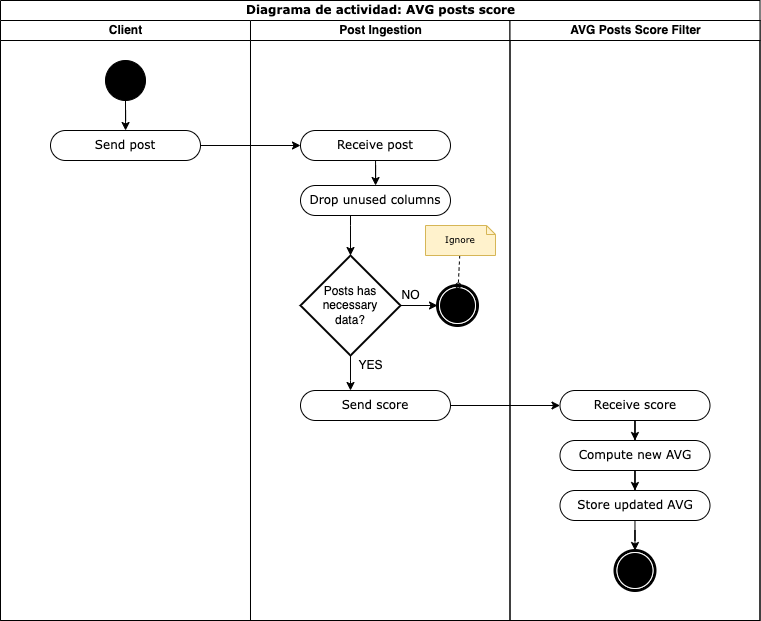 Diagrama de actividad: AVG posts score
Client
Post Ingestion
AVG Posts Score Filter
Send post
Receive post
Drop unused columns
Ignore
Posts has
necessary
data?
NO
YES
Send score
Receive score
Compute new AVG
Store updated AVG